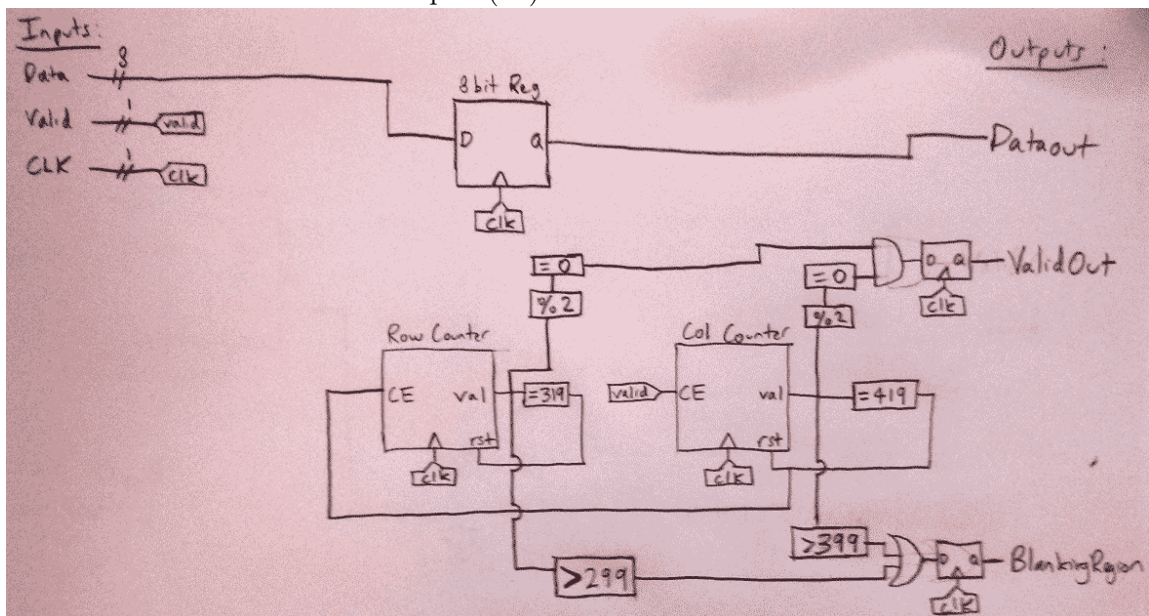 Inputs:
Data 8
Valid 1 valid
CLK 1 clk
8 bit Reg
D Q
clk
Outputs:
Dataout
= 0
%2
= 0
%2
D Q
clk
ValidOut
Row Counter
CE val
rst
clk
=319
Col Counter
valid
CE val
rst
clk
=419
>299
>399
D Q
clk
BlankingRegion